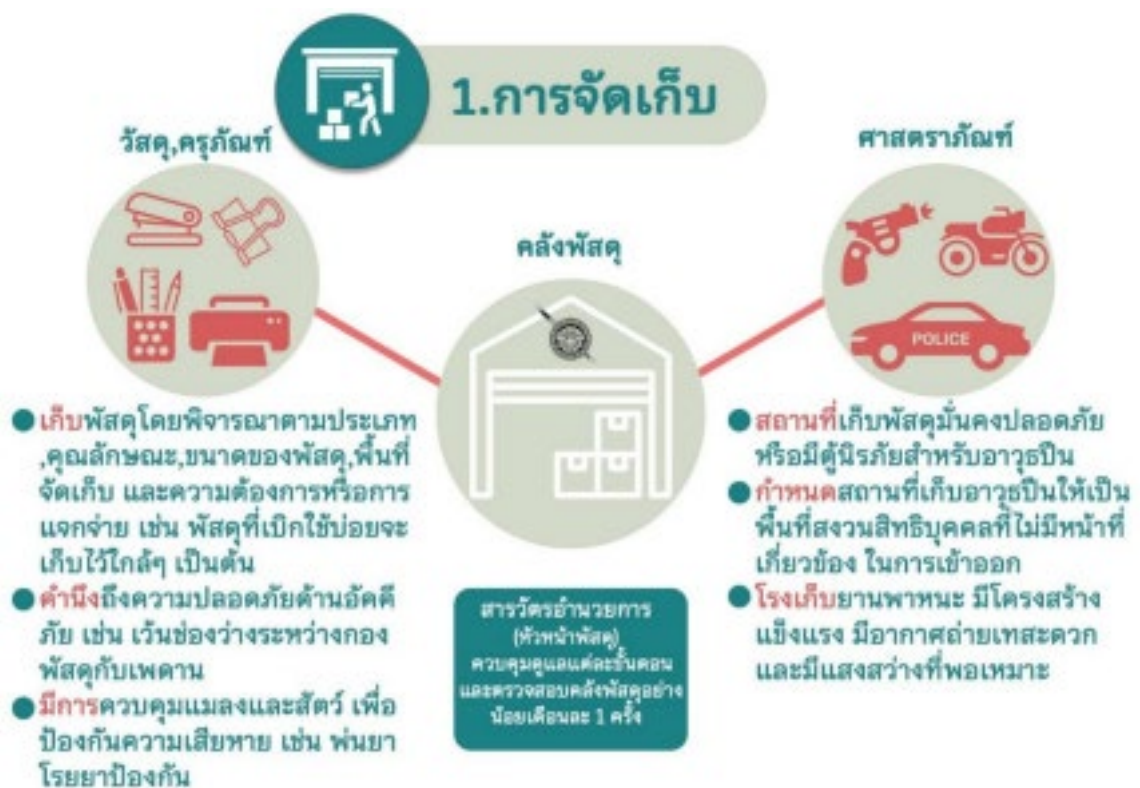 1.การจัดเก็บ
วัสดุ,ครุภัณฑ์
ศาสตราภัณฑ์
คลังพัสดุ
POLICE
●เก็บพัสดุโดยพิจารณาตามประเภท
,คุณลักษณะ,ขนาดของพัสดุ,พื้นที่
จัดเก็บ และความต้องการหรือการ
แจกจ่าย เช่น พัสดุที่เบิกใช้บ่อยจะ
เก็บไว้ใกล้ๆ เป็นต้น
●คำนึงถึงความปลอดภัยด้านอัคคี
ภัย เช่น เว้นช่องว่างระหว่างกอง
พัสดุกับเพดาน
●มีการควบคุมแมลงและสัตว์ เพื่อ
ป้องกันความเสียหาย เช่น พ่นยา
โรยยาป้องกัน
สารวัตรอำนวยการ
(หัวหน้าพัสดุ)
ควบคุมดูแลแต่ละขั้นตอน
และตรวจสอบคลังพัสดุอย่าง
น้อยเดือนละ 1 ครั้ง
●สถานที่เก็บพัสดุมั่นคงปลอดภัย
หรือมีตู้นิรภัยสำหรับอาวุธปืน
●กำหนดสถานที่เก็บอาวุธปืนให้เป็น
พื้นที่สงวนสิทธิบุคคลที่ไม่มีหน้าที่
เกี่ยวข้อง ในการเข้าออก
●โรงเก็บยานพาหนะ มีโครงสร้าง
แข็งแรง มีอากาศถ่ายเทสะดวก
และมีแสงสว่างที่พอเหมาะ